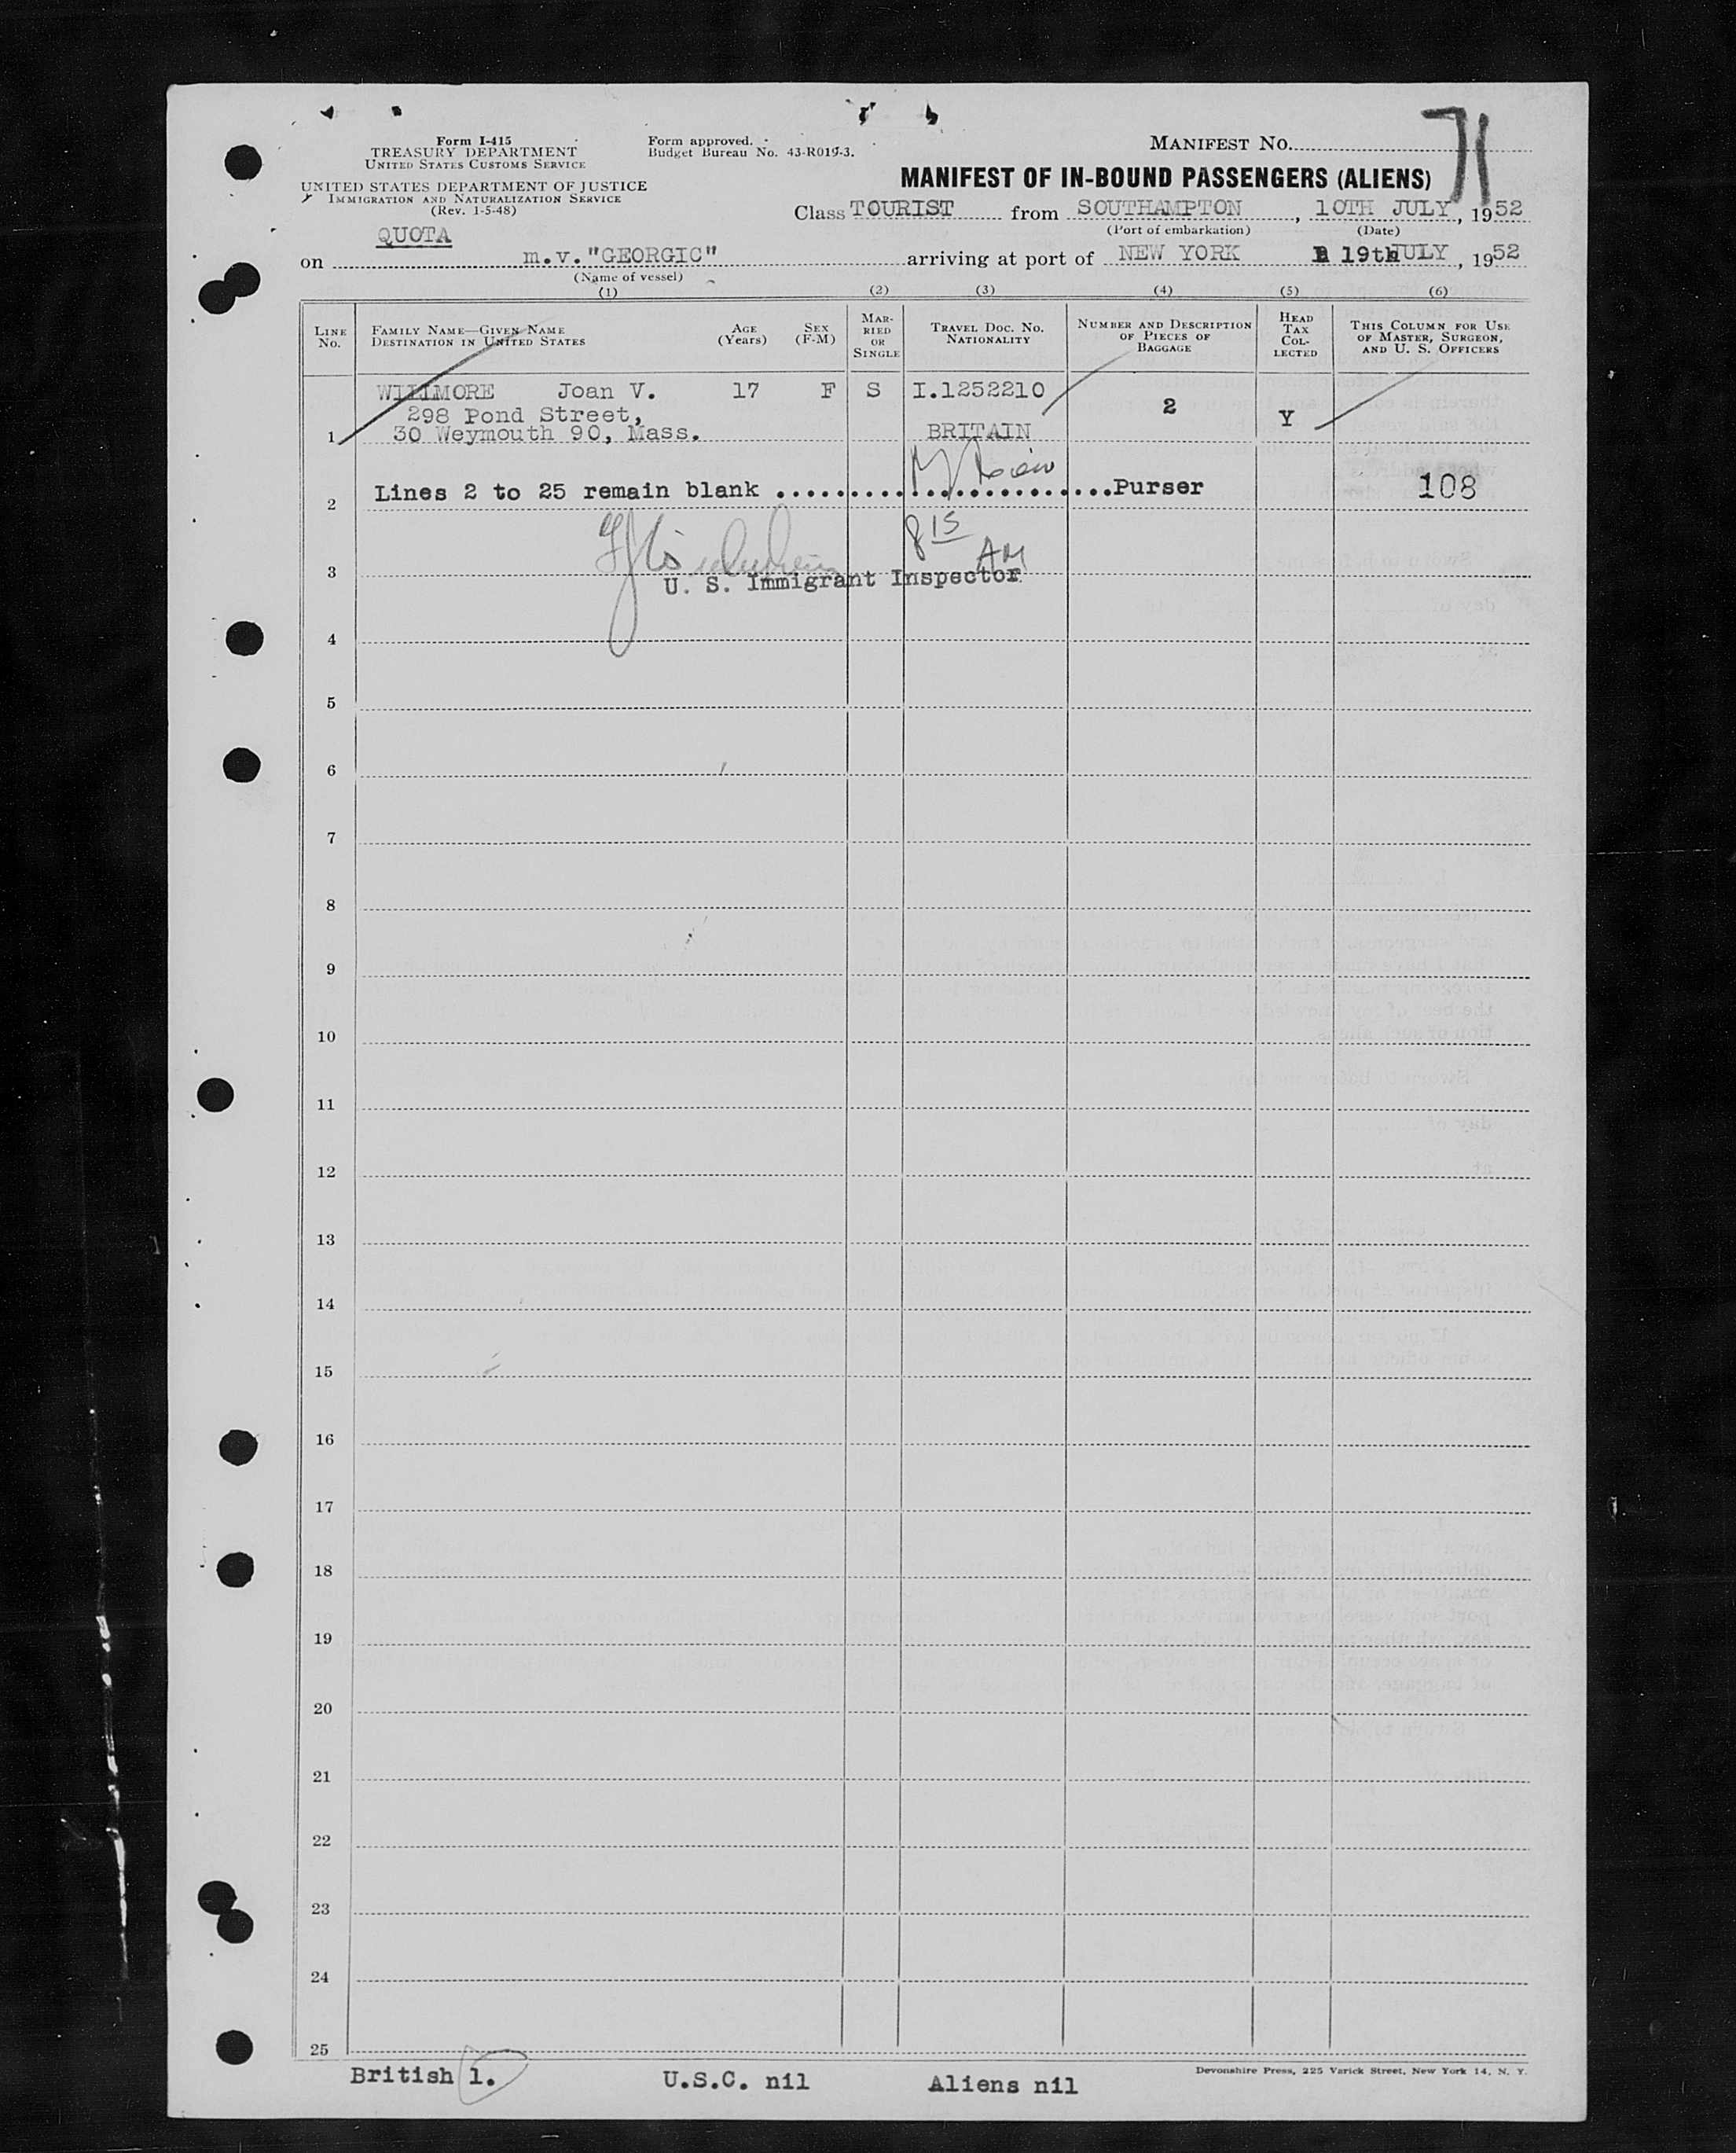 Form I-415
TREASURY DEPARTMENT
UNITED STATES CUSTOMS SERVICE
UNITED STATES DEPARTMENT OF JUSTICE
IMMIGRATION AND NATURALIZATION SERVICE
(Rev. 1-5-48)
Form approved.
Budget Bureau No. 43-R019-3.
MANIFEST NO. 71
MANIFEST OF IN-BOUND PASSENGERS (ALIENS)
Class TOURIST from SOUTHAMPTON, 10TH JULY, 1952
(Port of embarkation) (Date)
QUOTA
on m.v."GEORGIC" arriving at port of NEW YORK 19th JULY, 1952
(Name of vessel)
(1) (2) (3) (4) (5) (6)
LINE No. FAMILY NAME—GIVEN NAME DESTINATION IN UNITED STATES AGE (Years) SEX (F-M) MARRIED OR SINGLE TRAVEL DOC. NO. NATIONALITY NUMBER AND DESCRIPTION OF PIECES OF BAGGAGE HEAD TAX COLLECTED THIS COLUMN FOR USE OF MASTER, SURGEON, AND U. S. OFFICERS
WILLMORE Joan V. 17 F S I.1252210
298 Pond Street, 2 Y
1 30 Weymouth 90, Mass. BRITAIN
2 Lines 2 to 25 remain blank ........................Purser 108
8 15 AM
3
U. S. Immigrant Inspector
4
5
6
7
8
9
10
11
12
13
14
15
16
17
18
19
20
21
22
23
24
25
British 1. U.S.C. nil Aliens nil
Devonshire Press, 225 Varick Street, New York 14, N. Y.